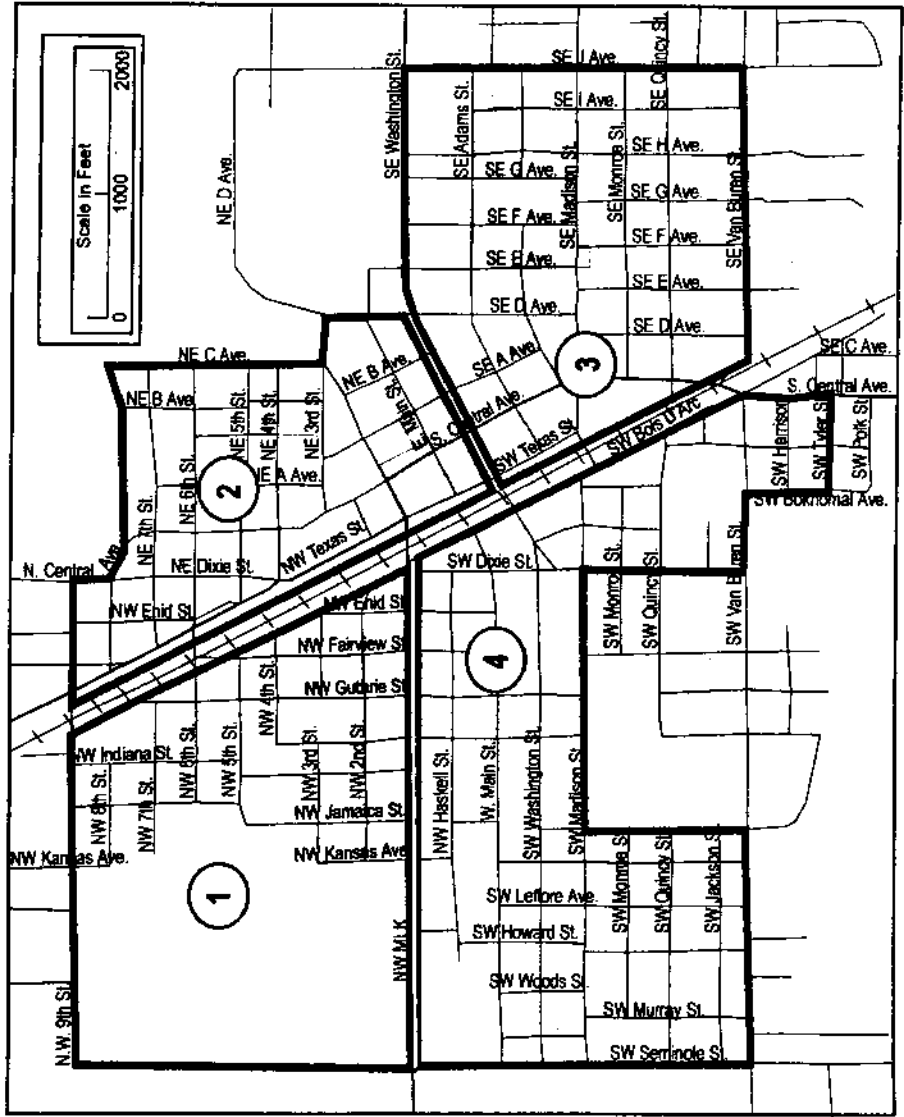 Scale in Feet
0 1000 2000
NE D Ave.
SE Washington St.
SE Adams St.
SE Madison St.
SE Monroe St.
SE Quincy St.
SE Van Buren St.
SE J Ave.
SE I Ave.
SE H Ave.
SE G Ave.
SE G Ave.
SE F Ave.
SE F Ave.
SE E Ave.
SE E Ave.
SE D Ave.
SE D Ave.
SE C Ave.
SE A Ave.
S. Central Ave.
S. Central Ave.
3
NE C Ave.
NE B Ave.
NE B Ave.
NE A Ave.
NE 3rd St.
NE 4th St.
NE 5th St.
NE 6th St.
NE 7th St.
E. Main St.
2
N. Central Ave.
NE Dixie St.
NW Texas St.
SW Texas St.
SW Bois D'Arc
NW Enid St.
NW Enid St.
NW Fairview St.
NW Guthrie St.
NW Indiana St.
NW 8th St.
NW 7th St.
NW 6th St.
NW 5th St.
NW 4th St.
NW 3rd St.
NW 2nd St.
NW Jamaica St.
NW Kansas Ave.
NW Kansas Ave
1
N.W. 9th St.
NW MLK
SW Dixie St.
NW Haskell St.
W. Main St.
SW Washington St.
SW Madison St.
4
SW Monroe St.
SW Quincy St.
SW Van Buren St.
SW Harrison
SW Tyler St.
SW Polk St.
SW Leflore Ave.
SW Howard St.
SW Woods St.
SW Monroe St.
SW Quincy St.
SW Jackson St.
SW Murray St.
SW Seminole St.